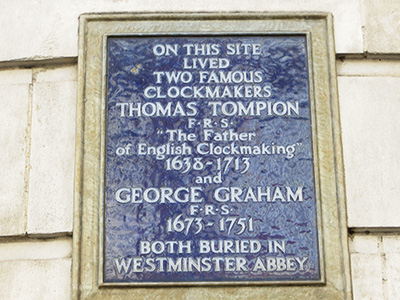 ON THIS SITE
LIVED
TWO FAMOUS
CLOCKMAKERS
THOMAS TOMPION
F·R·S·
"The Father
of English Clockmaking"
1638-1713
and
GEORGE GRAHAM
F·R·S·
1673-1751
BOTH BURIED IN
WESTMINSTER ABBEY